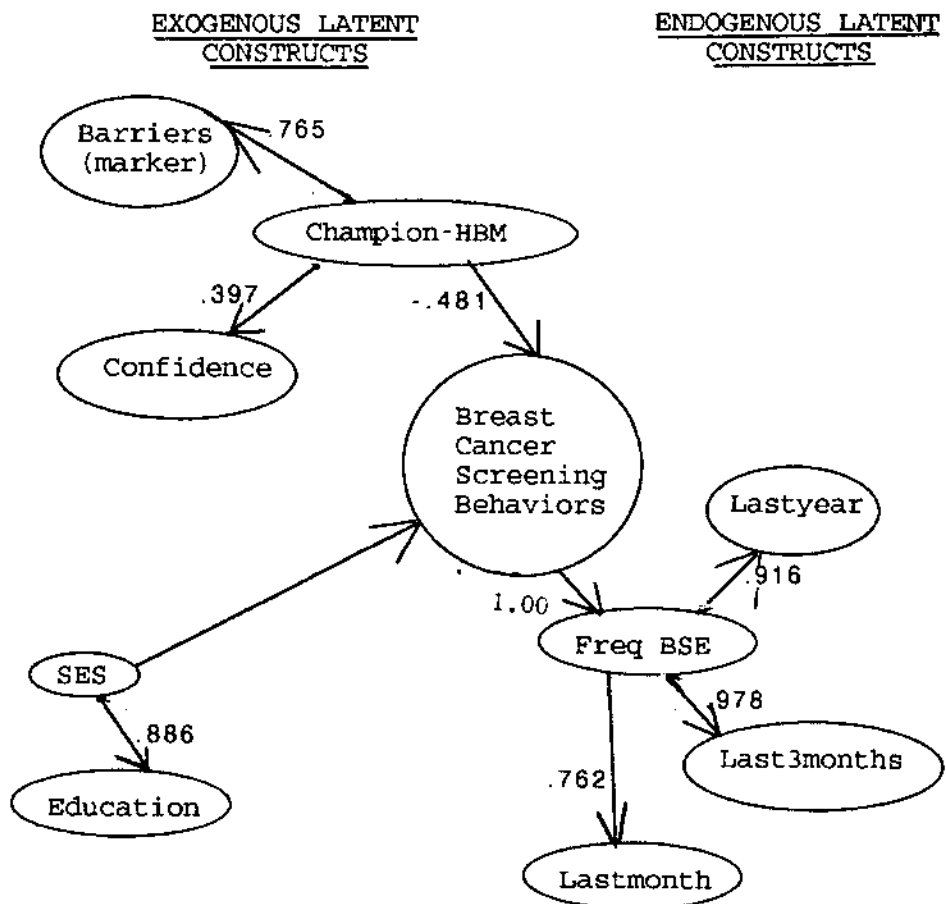 EXOGENOUS LATENT
CONSTRUCTS
ENDOGENOUS LATENT
CONSTRUCTS
Barriers
(marker)
.765
Champion-HBM
.397
-.481
Confidence
Breast
Cancer
Screening
Behaviors
Lastyear
.916
1.00
Freq BSE
SES
.978
.886
Last3months
.762
Education
Lastmonth